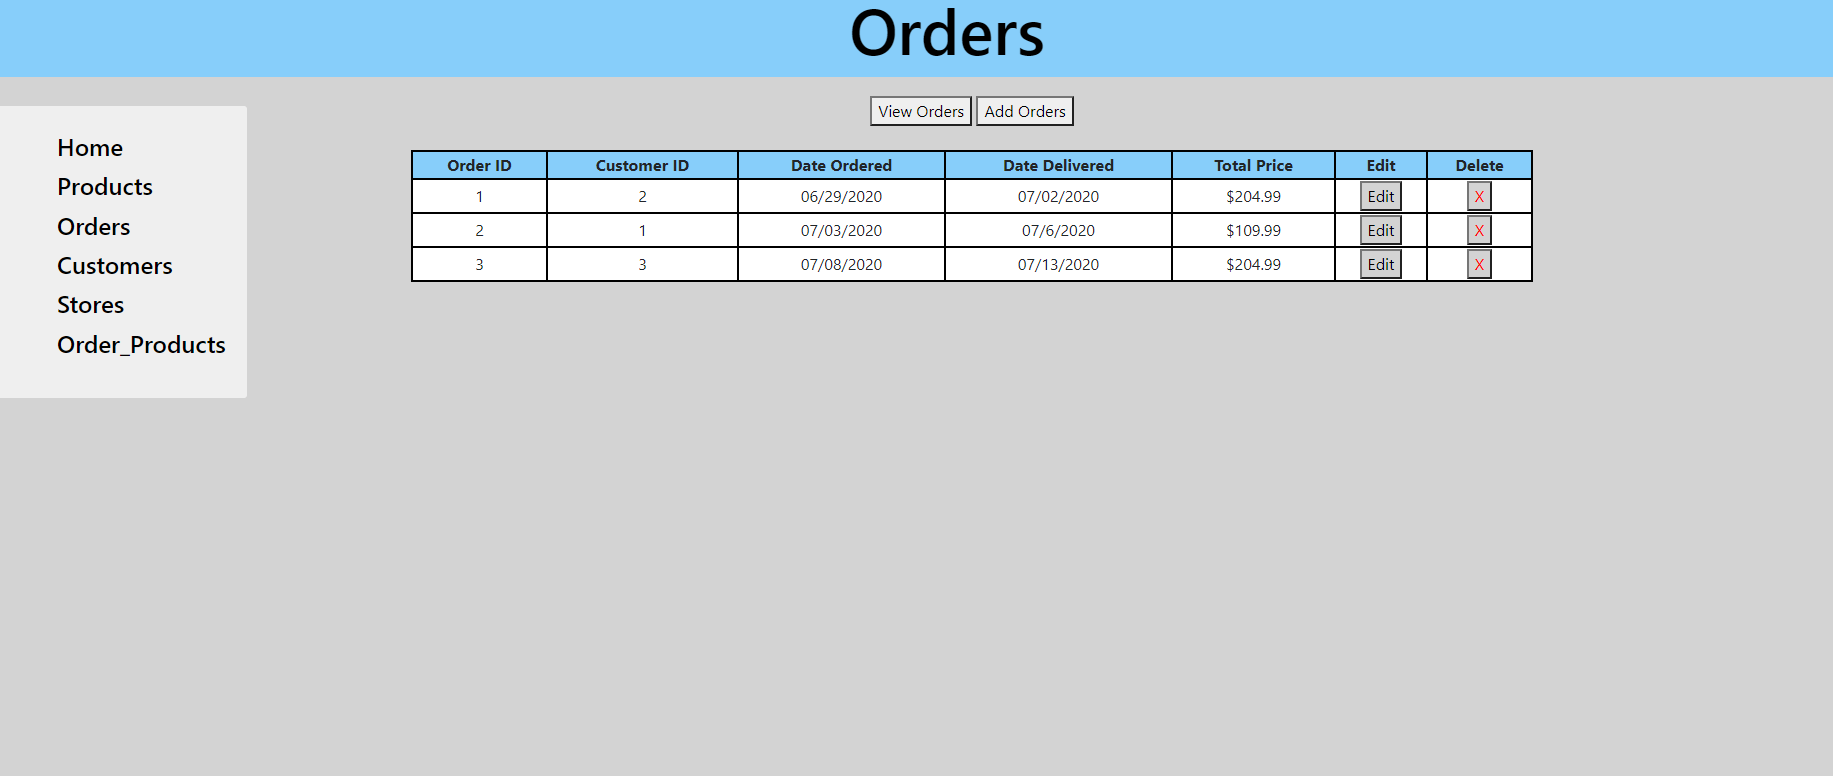 Orders
View Orders Add Orders
Home
Products
Orders
Customers
Stores
Order_Products
Order ID Customer ID Date Ordered Date Delivered Total Price Edit Delete
1 2 06/29/2020 07/02/2020 $204.99 Edit X
2 1 07/03/2020 07/6/2020 $109.99 Edit X
3 3 07/08/2020 07/13/2020 $204.99 Edit X